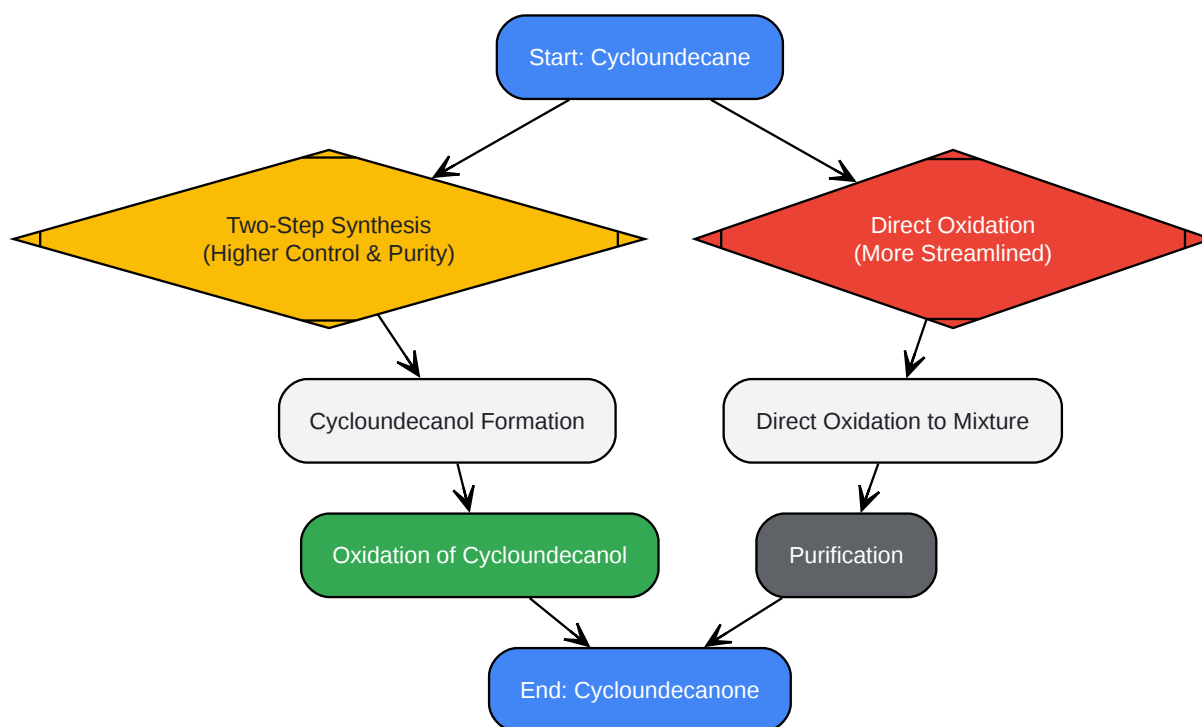 Start: Cycloundecane
Two-Step Synthesis
(Higher Control & Purity)
Direct Oxidation
(More Streamlined)
Cycloundecanol Formation
Direct Oxidation to Mixture
Oxidation of Cycloundecanol
Purification
End: Cycloundecanone